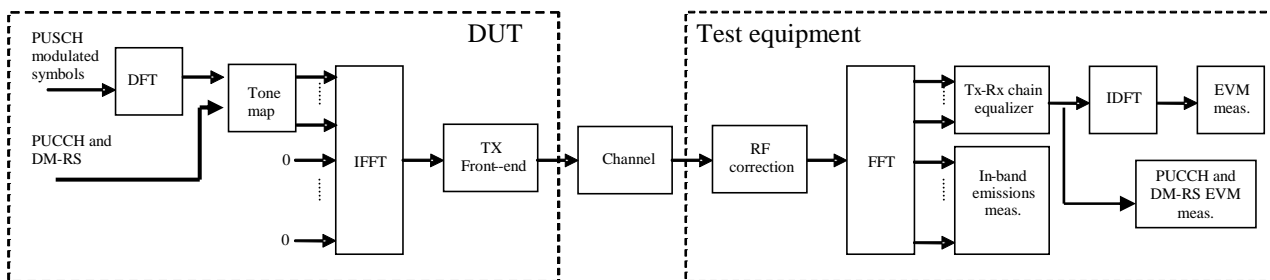 DUT
Test equipment
PUSCH
modulated
symbols
DFT
Tone
map
PUCCH and
DM-RS
0
0
IFFT
TX
Front--end
Channel
RF
correction
FFT
Tx-Rx chain
equalizer
IDFT
EVM
meas.
In-band
emissions
meas.
PUCCH and
DM-RS EVM
meas.